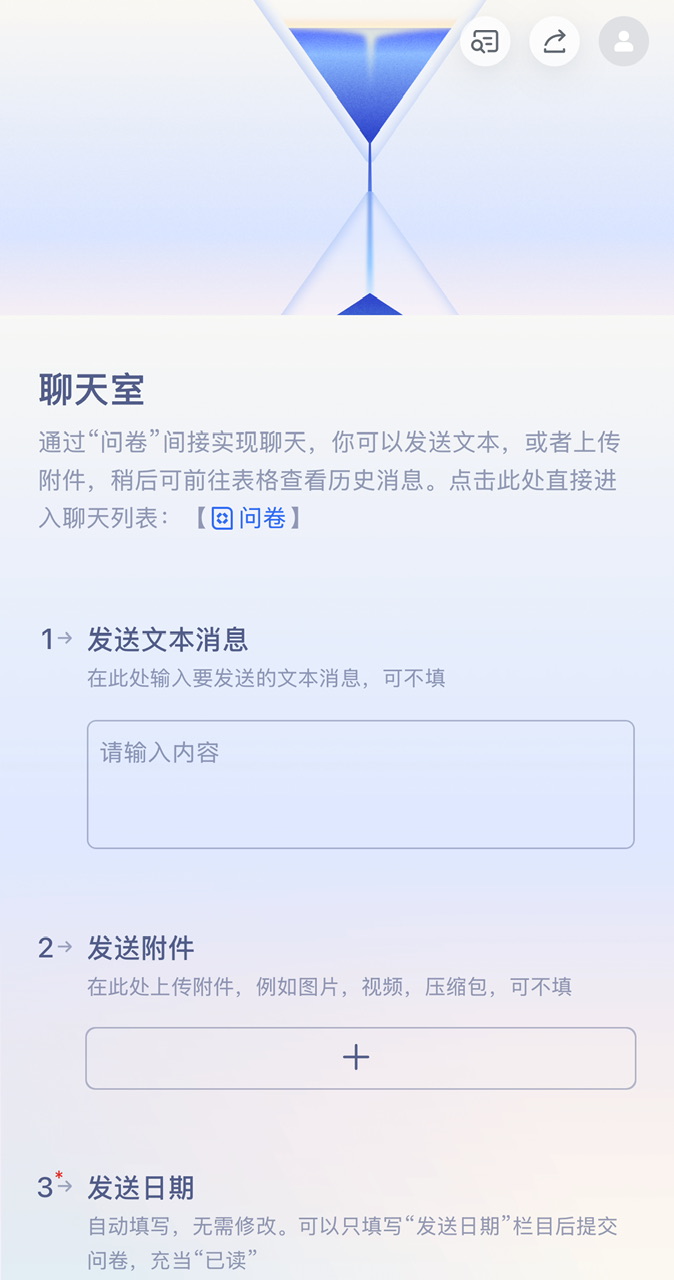 聊天室
通过“问卷”间接实现聊天，你可以发送文本，或者上传
附件，稍后可前往表格查看历史消息。点击此处直接进
入聊天列表：【问卷】
1→ 发送文本消息
在此处输入要发送的文本消息，可不填
请输入内容
2→ 发送附件
在此处上传附件，例如图片，视频，压缩包，可不填
+
3*→ 发送日期
自动填写，无需修改。可以只填写“发送日期”栏目后提交
问卷，充当“已读”